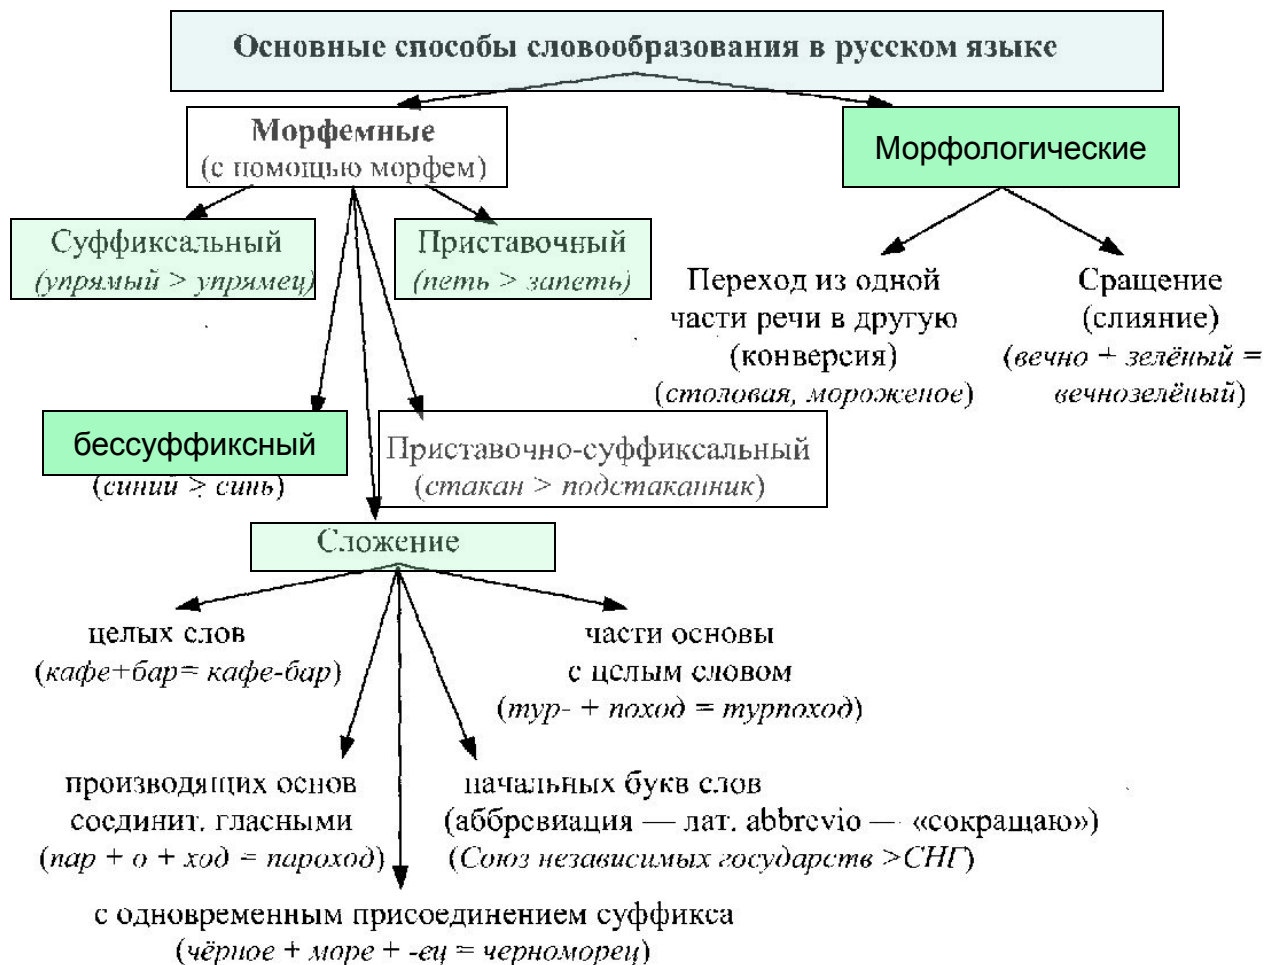 Основные способы словообразования в русском языке
Морфемные
(с помощью морфем)
Морфологические
Суффиксальный
(упрямый > упрямец)
Приставочный
(петь > запеть)
Переход из одной
части речи в другую
(конверсия)
(столовая, мороженое)
Сращение
(слияние)
(вечно + зелёный =
вечнозелёный)
бессуффиксный
(синий > синь)
Приставочно-суффиксальный
(стакан > подстаканник)
Сложение
целых слов
(кафе+бар= кафе-бар)
части основы
с целым словом
(тур- + поход = турпоход)
производящих основ
соединит. гласными
(пар + о + ход = пароход)
начальных букв слов
(аббревиация — лат. abbrevio — «сокращаю»)
(Союз независимых государств >СНГ)
с одновременным присоединением суффикса
(чёрное + море + -ец = черноморец)